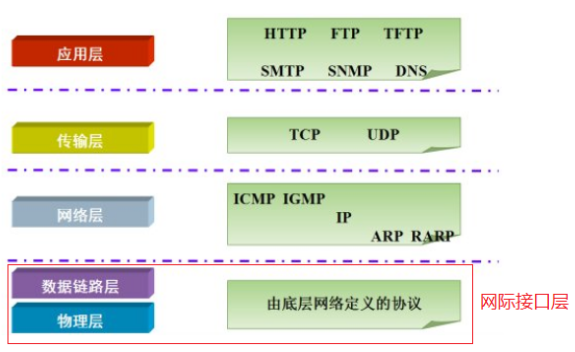 应用层
HTTP FTP TFTP
SMTP SNMP DNS
传输层
TCP UDP
网络层
ICMP IGMP
IP
ARP RARP
数据链路层
物理层
由底层网络定义的协议
网际接口层